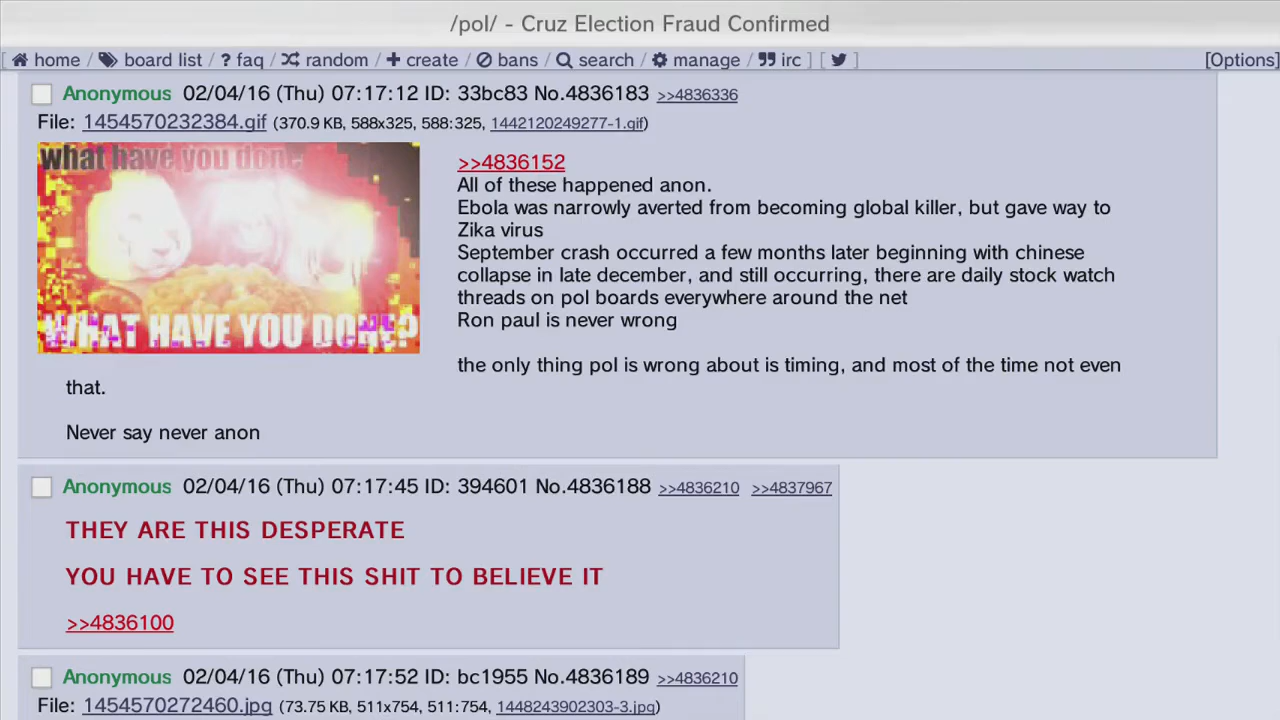 /pol/ - Cruz Election Fraud Confirmed
[ home / board list / ? faq / random / create / bans / search / manage / irc ] [ ]
[Options]
Anonymous 02/04/16 (Thu) 07:17:12 ID: 33bc83 No.4836183 >>4836336
File: 1454570232384.gif (370.9 KB, 588x325, 588:325, 1442120249277-1.gif)
what have you done
WHAT HAVE YOU DONE?
>>4836152
All of these happened anon.
Ebola was narrowly averted from becoming global killer, but gave way to
Zika virus
September crash occurred a few months later beginning with chinese
collapse in late december, and still occurring, there are daily stock watch
threads on pol boards everywhere around the net
Ron paul is never wrong
the only thing pol is wrong about is timing, and most of the time not even
that.
Never say never anon
Anonymous 02/04/16 (Thu) 07:17:45 ID: 394601 No.4836188 >>4836210 >>4837967
THEY ARE THIS DESPERATE
YOU HAVE TO SEE THIS SHIT TO BELIEVE IT
>>4836100
Anonymous 02/04/16 (Thu) 07:17:52 ID: bc1955 No.4836189 >>4836210
File: 1454570272460.jpg (73.75 KB, 511x754, 511:754, 1448243902303-3.jpg)